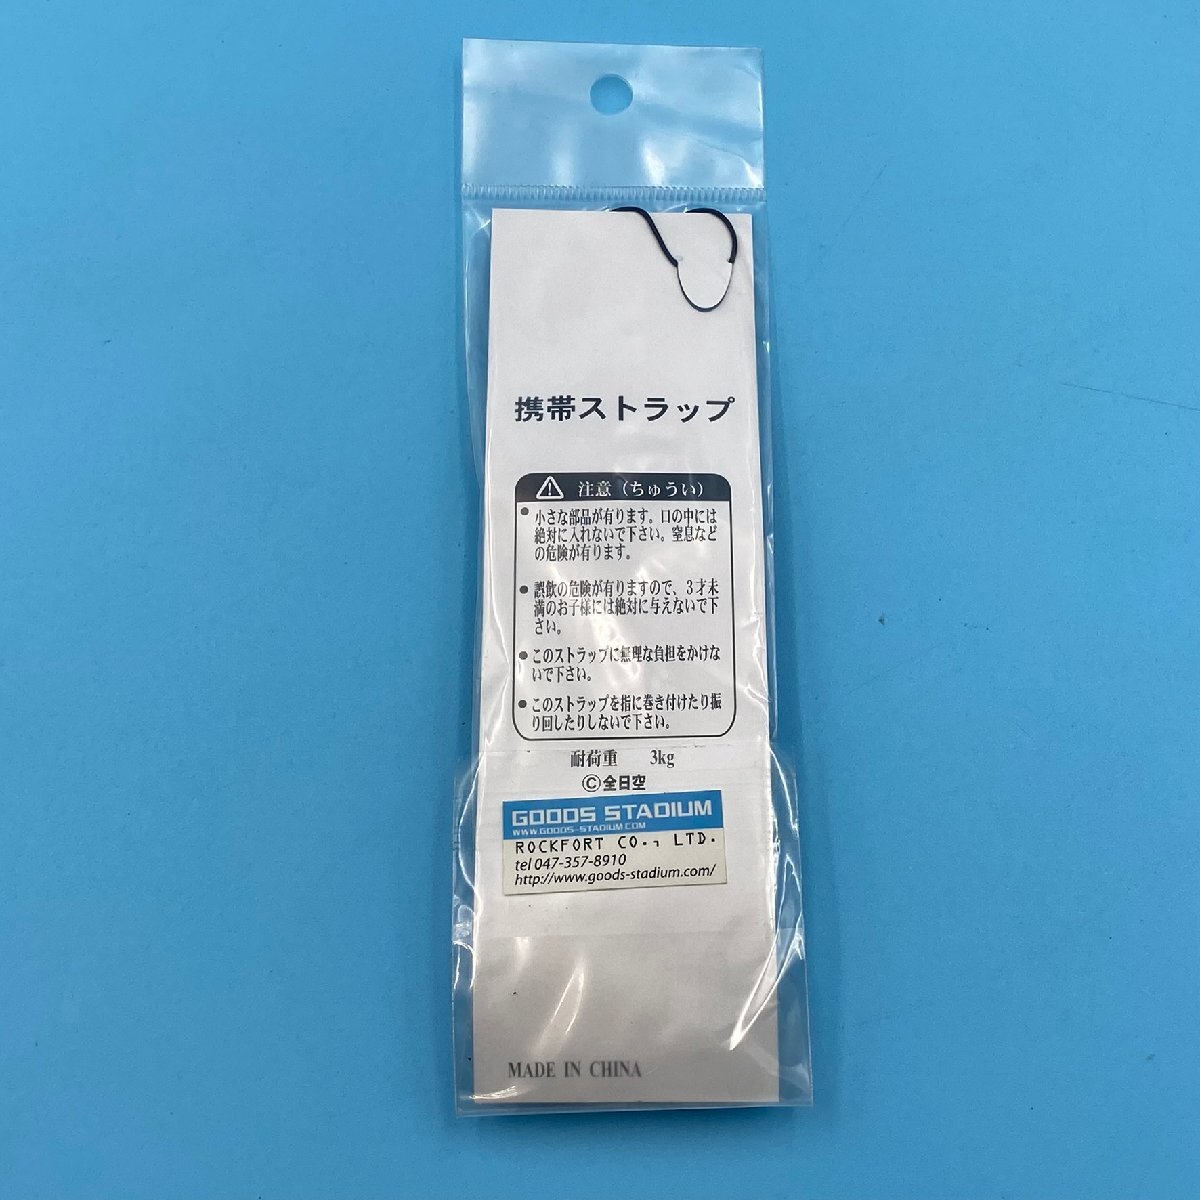 携帯ストラップ
注意(ちゅうい)
● 小さな部品が有ります。口の中には
絶対に入れないで下さい。窒息など
の危険が有ります。
● 誤飲の危険が有りますので、3才未
満のお子様には絶対に与えないで下
さい。
● このストラップに無理な負担をかけな
いで下さい。
● このストラップを指に巻き付けたり振
り回したりしないで下さい。
耐荷重 3kg
Ⓒ全日空
GOODS STADIUM
WWW.GOODS-STADIUM.COM
ROCKFORT CO., LTD.
tel 047-357-8910
http://www.goods-stadium.com/
MADE IN CHINA